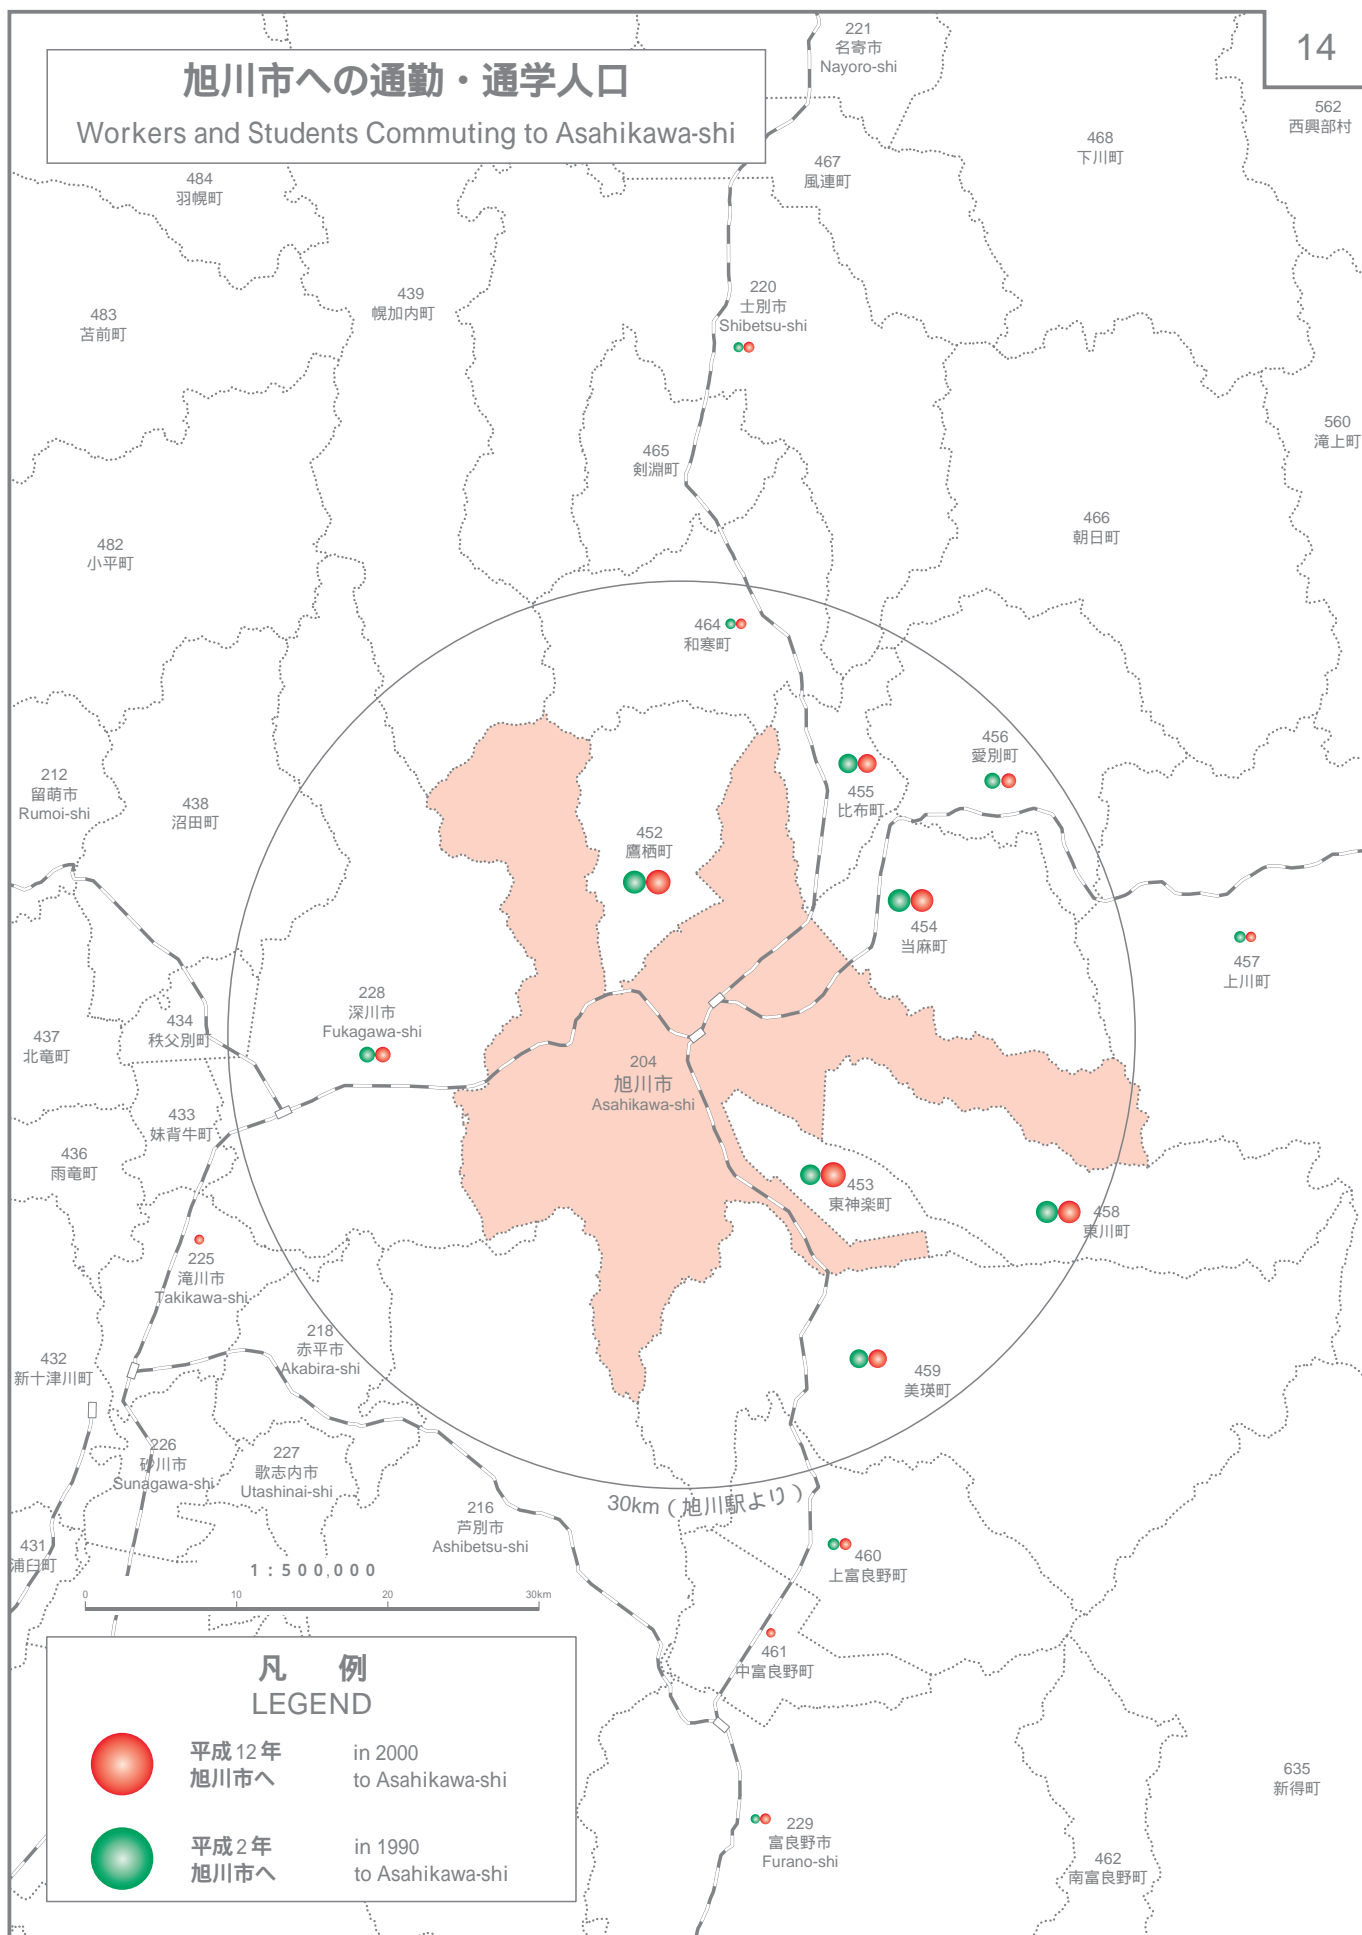 14
旭川市への通勤・通学人口
Workers and Students Commuting to Asahikawa-shi
221
名寄市
Nayoro-shi
562
西興部村
468
下川町
467
風連町
484
羽幌町
439
幌加内町
220
士別市
Shibetsu-shi
483
苫前町
560
滝上町
465
剣淵町
466
朝日町
482
小平町
464
和寒町
456
愛別町
212
留萌市
Rumoi-shi
438
沼田町
455
比布町
452
鷹栖町
454
当麻町
457
上川町
228
深川市
Fukagawa-shi
434
秩父別町
437
北竜町
204
旭川市
Asahikawa-shi
433
妹背牛町
436
雨竜町
453
東神楽町
458
東川町
225
滝川市
Takikawa-shi
218
赤平市
Akabira-shi
432
新十津川町
459
美瑛町
226
砂川市
Sunagawa-shi
227
歌志内市
Utashinai-shi
30km（旭川駅より）
216
芦別市
Ashibetsu-shi
431
浦臼町
460
上富良野町
1：500,000
0 10 20 30km
461
中富良野町
凡 例
LEGEND
平成12年 in 2000
旭川市へ to Asahikawa-shi
平成2年 in 1990
旭川市へ to Asahikawa-shi
635
新得町
229
富良野市
Furano-shi
462
南富良野町